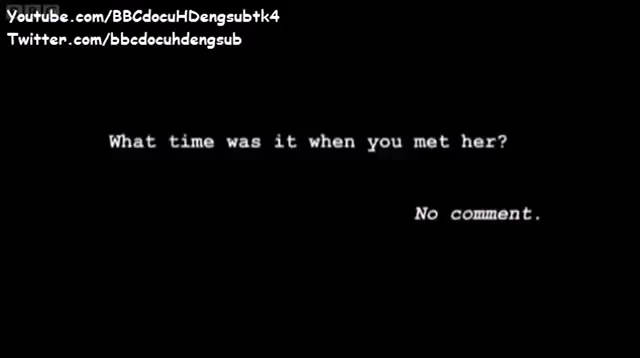 Youtube.com/BBCdocuHDengsubtk4
Twitter.com/bbcdocuhdengsub
What time was it when you met her?
No comment.